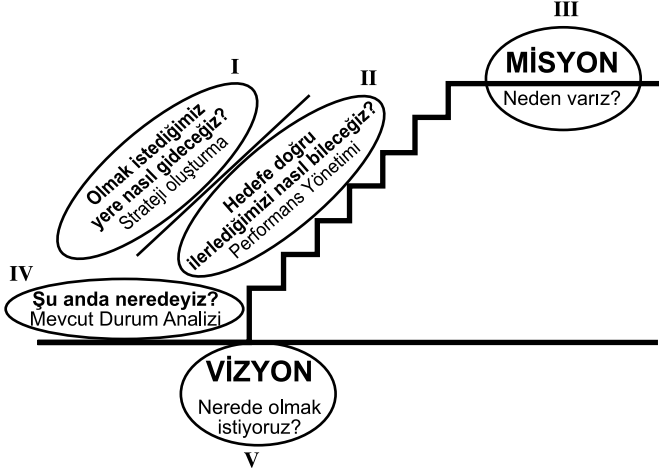 III
MİSYON
Neden varız?
I
Olmak istediğimiz
yere nasıl gideceğiz?
Strateji oluşturma
II
Hedefe doğru
ilerlediğimizi nasıl bileceğiz?
Performans Yönetimi
IV
Şu anda neredeyiz?
Mevcut Durum Analizi
VİZYON
Nerede olmak
istiyoruz?
V